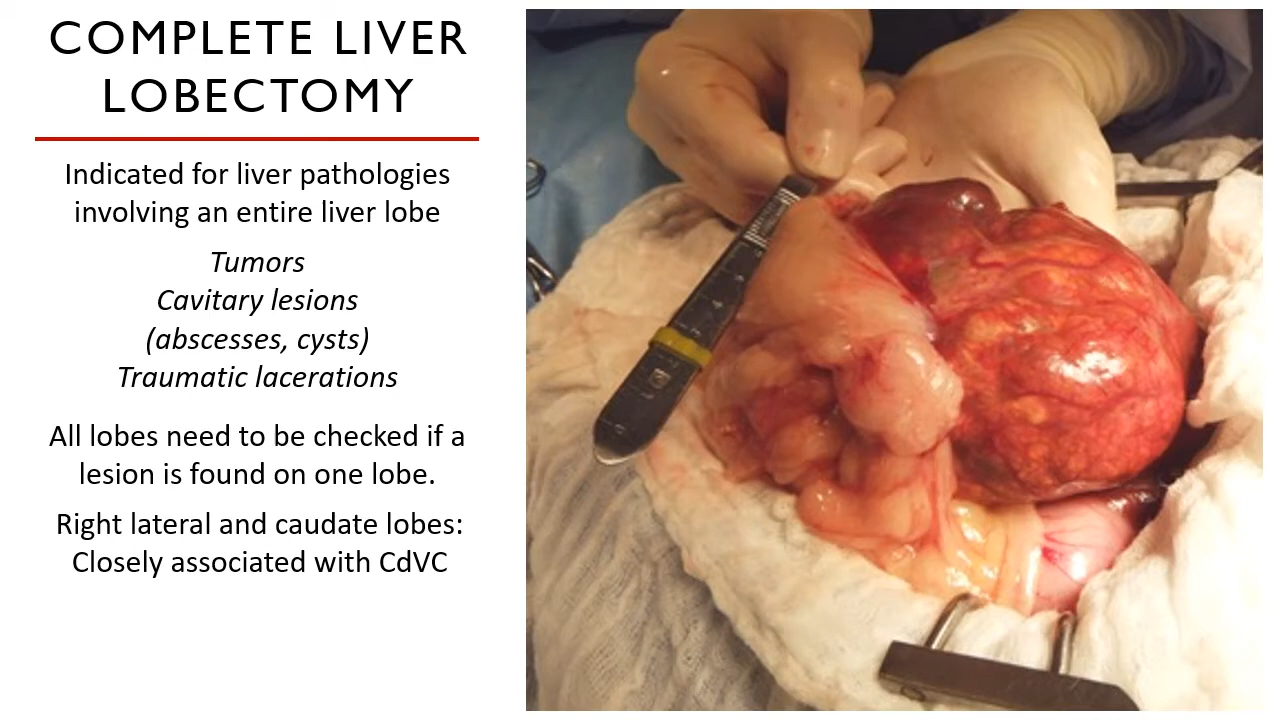 COMPLETE LIVER
LOBECTOMY
Indicated for liver pathologies
involving an entire liver lobe
Tumors
Cavitary lesions
(abscesses, cysts)
Traumatic lacerations
All lobes need to be checked if a
lesion is found on one lobe.
Right lateral and caudate lobes:
Closely associated with CdVC